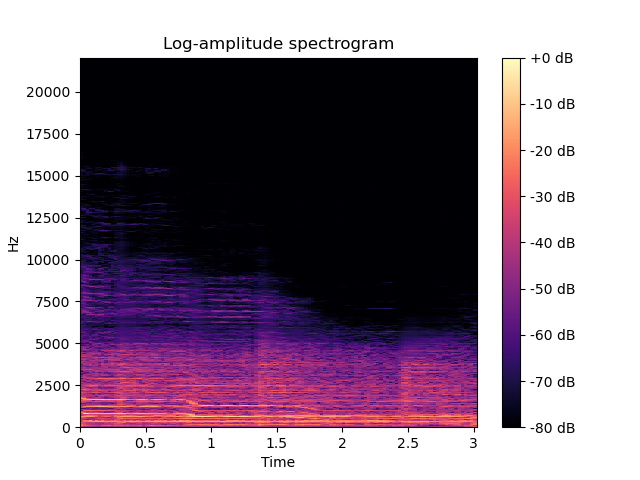 Log-amplitude spectrogram
Hz
20000
17500
15000
12500
10000
7500
5000
2500
0
0 0.5 1 1.5 2 2.5 3
Time
+0 dB
-10 dB
-20 dB
-30 dB
-40 dB
-50 dB
-60 dB
-70 dB
-80 dB